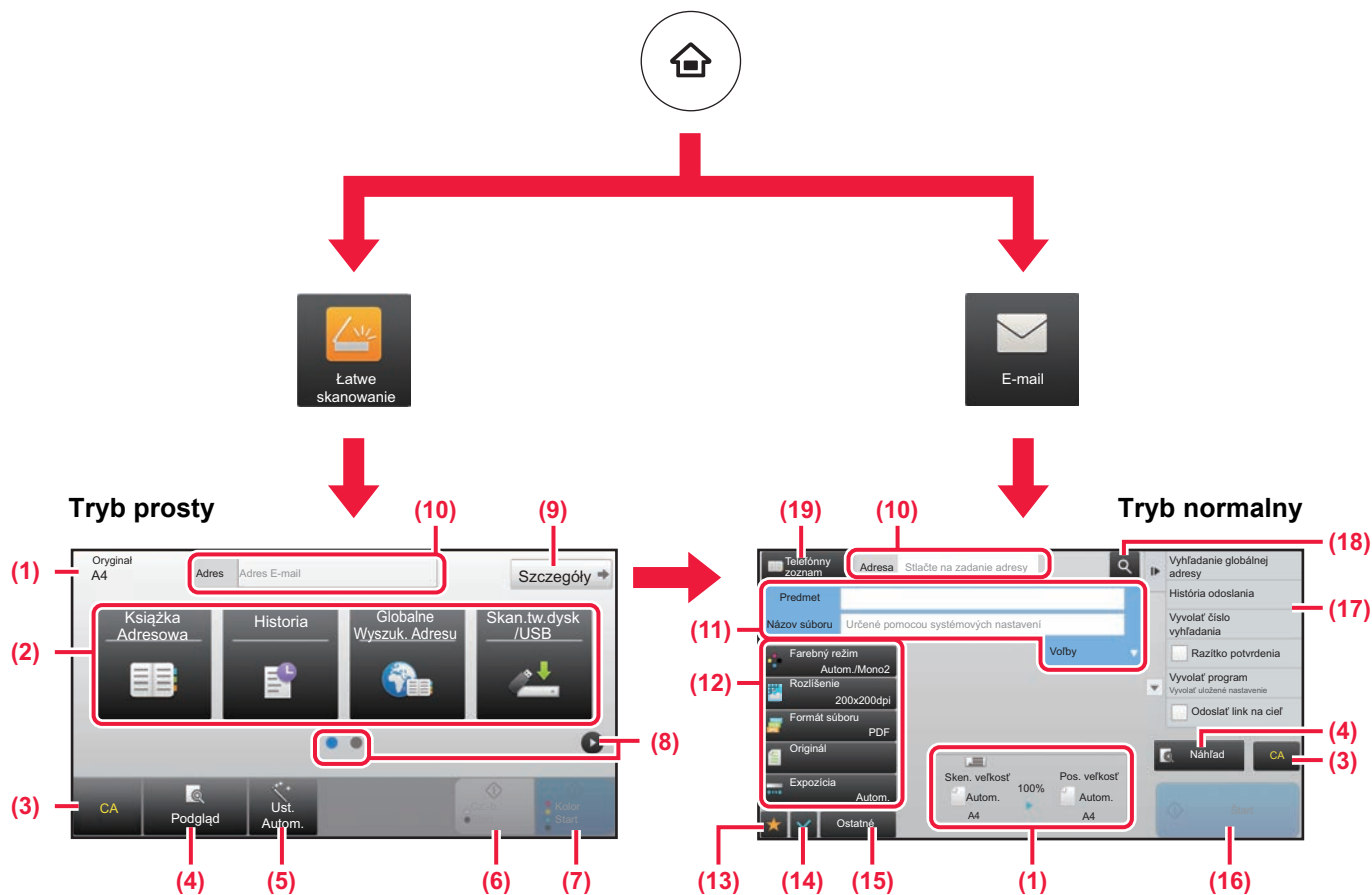 Łatwe
skanowanie
E-mail
Tryb prosty
(10)
(9)
(1)
Oryginał
A4
Adres
Adres E-mail
Szczegóły
(2)
Książka
Adresowa
Historia
Globalne
Wyszuk. Adresu
Skan.tw.dysk
/USB
(8)
(3)
CA
Podgląd
Ust.
Autom.
Kolor
Start
(4)
(5)
(6)
(7)
Tryb normalny
(19)
(10)
(18)
Telefónny
zoznam
Adresa
Stlačte na zadanie adresy
Predmet
Názov súboru
Určené pomocou systémových nastavení
Voľby
(11)
(12)
Farebný režim
Autom./Mono2
Rozlíšenie
200x200dpi
Formát súboru
PDF
Originál
Expozícia
Autom.
Ostatné
Sken. veľkosť
Autom.
A4
100%
Pos. veľkosť
Autom.
A4
Vyhľadanie globálnej
adresy
História odoslania
Vyvolať číslo
vyhľadania
Razítko potvrdenia
Vyvolať program
Vyvolať uložené nastavenie
Odoslať link na cieľ
(17)
(4)
Náhľad
CA
(3)
Start
(13)
(14)
(15)
(1)
(16)